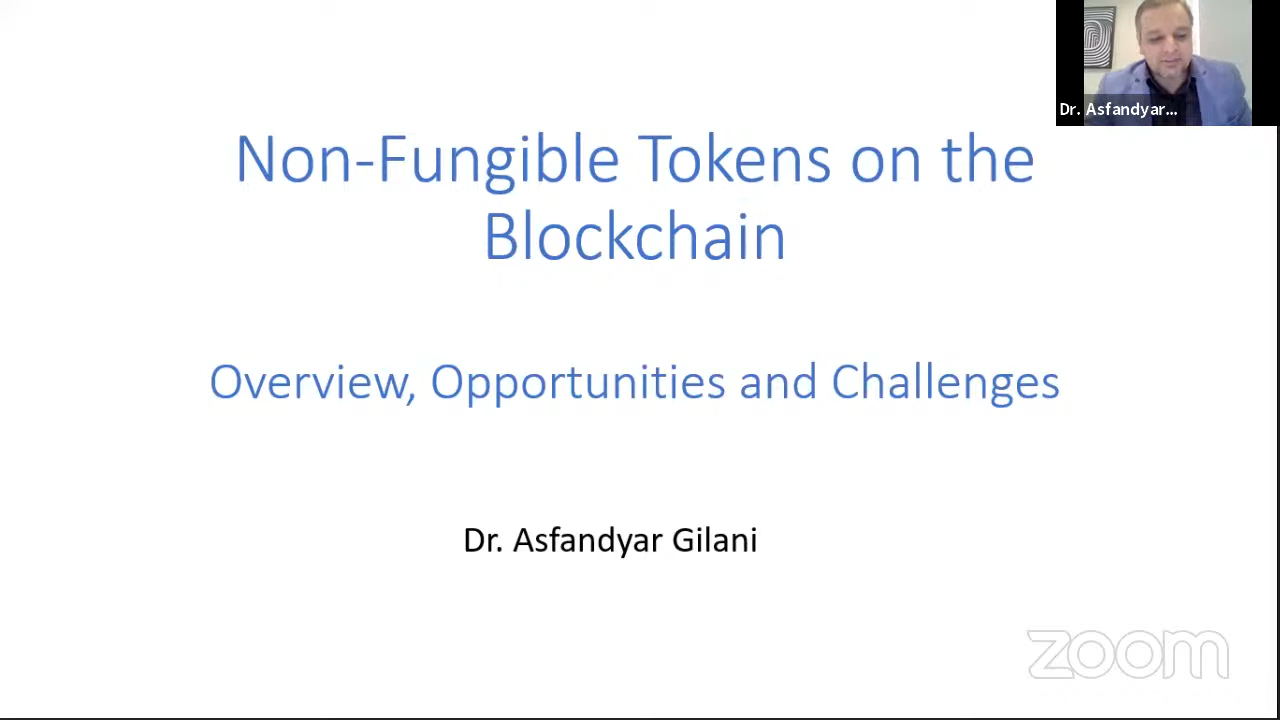 Dr. Asfandyar...
Non-Fungible Tokens on the
Blockchain
Overview, Opportunities and Challenges
Dr. Asfandyar Gilani
zoom